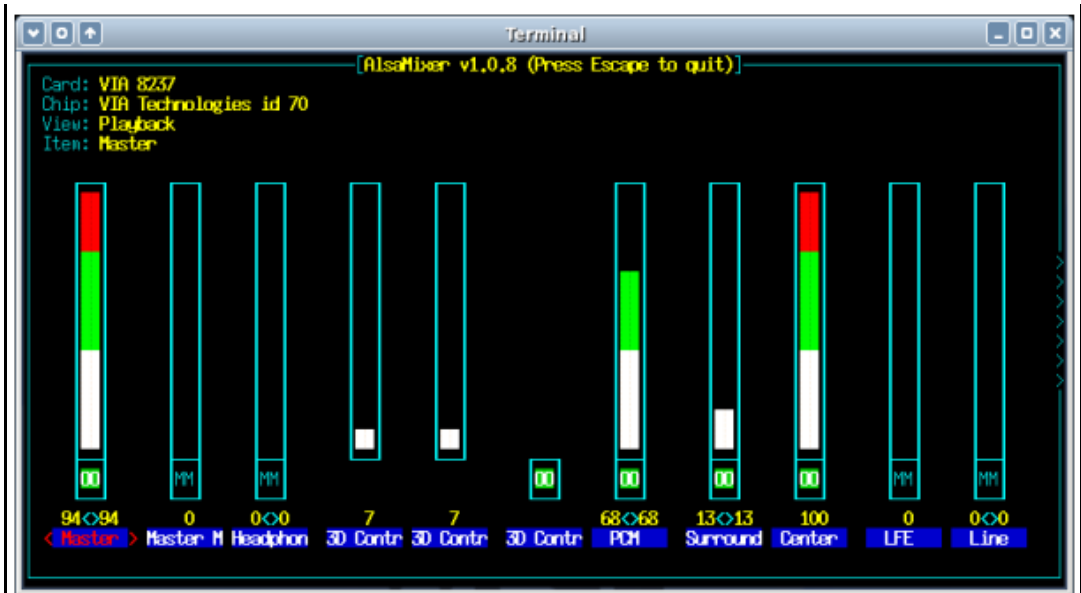 Terminal
[AlsaMixer v1.0.8 (Press Escape to quit)]
Card: VIA 8237
Chip: VIA Technologies id 70
View: Playback
Item: Master
OO MM MM OO OO OO OO MM MM
94<>94 0 0<>0 7 7 68<>68 13<>13 100 0 0<>0
< Master > Master M Headphon 3D Contr 3D Contr 3D Contr PCM Surround Center LFE Line